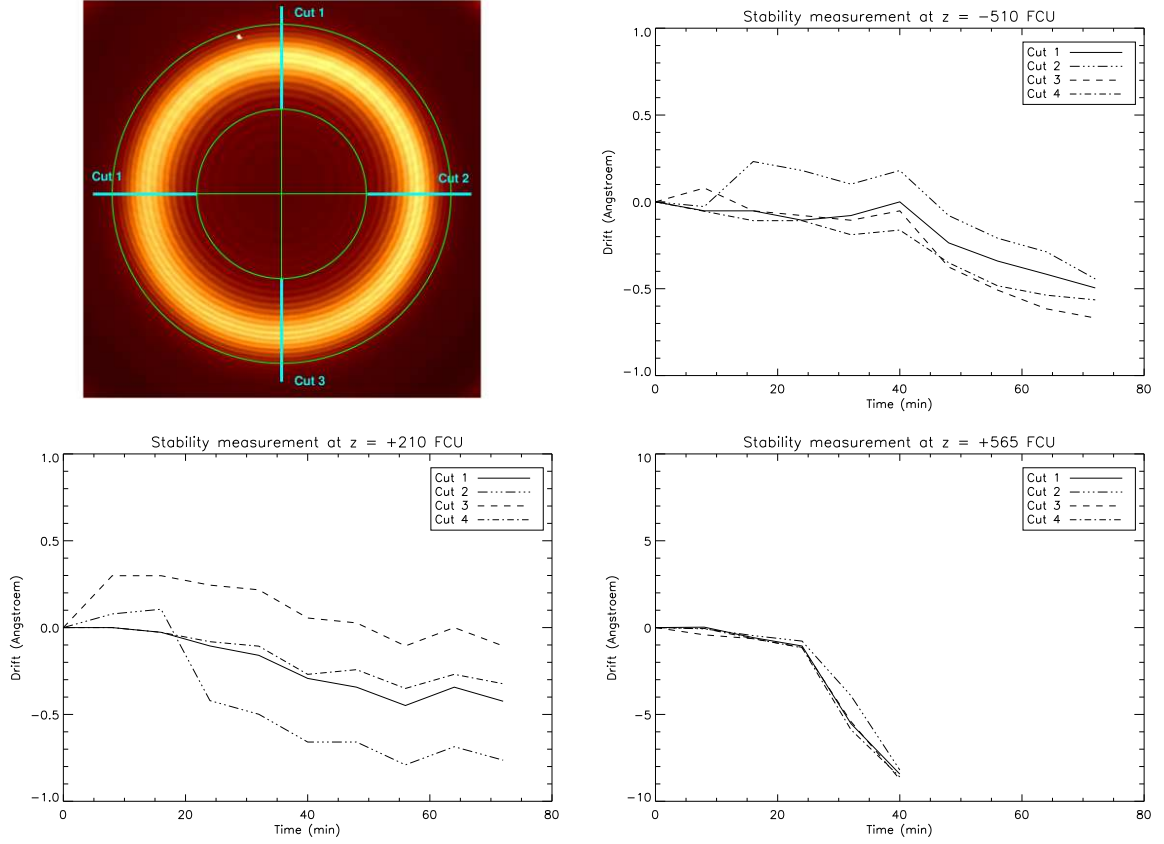 Cut 1
Cut 1
Cut 2
Cut 3
Stability measurement at z = −510 FCU
Cut 1
Cut 2
Cut 3
Cut 4
1.0
0.5
0.0
−0.5
−1.0
Drift (Angstroem)
0 20 40 60 80
Time (min)
Stability measurement at z = +210 FCU
Cut 1
Cut 2
Cut 3
Cut 4
1.0
0.5
0.0
−0.5
−1.0
Drift (Angstroem)
0 20 40 60 80
Time (min)
Stability measurement at z = +565 FCU
Cut 1
Cut 2
Cut 3
Cut 4
10
5
0
−5
−10
Drift (Angstroem)
0 20 40 60 80
Time (min)